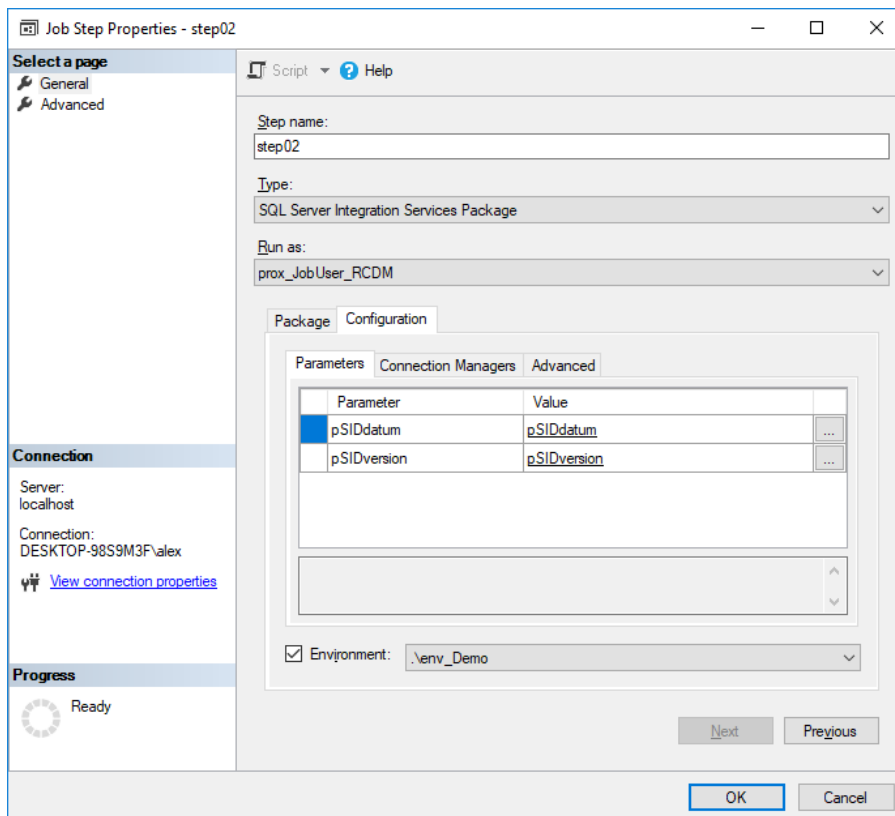 Job Step Properties - step02
Select a page
General
Advanced
Script
Help
Step name:
step02
Type:
SQL Server Integration Services Package
Run as:
prox_JobUser_RCDM
Package
Configuration
Parameters
Connection Managers
Advanced
Parameter Value
pSIDdatum pSIDdatum ...
pSIDversion pSIDversion ...
Environment: .\env_Demo
Connection
Server:
localhost
Connection:
DESKTOP-98S9M3F\alex
View connection properties
Progress
Ready
Next
Previous
OK
Cancel